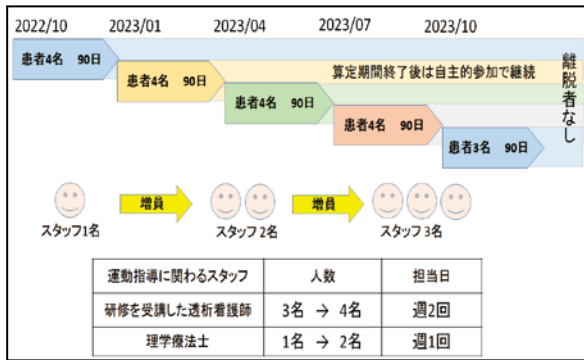 2022/10 2023/01 2023/04 2023/07 2023/10
患者4名 90日
患者4名 90日
算定期間終了後は自主的参加で継続
患者4名 90日
患者4名 90日
患者3名 90日
離脱者なし
増員
増員
スタッフ1名
スタッフ2名
スタッフ3名
運動指導に関わるスタッフ 人数 担当日
研修を受講した透析看護師 3名 → 4名 週2回
理学療法士 1名 → 2名 週1回